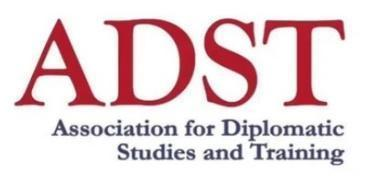 ADST
Association for Diplomatic
Studies and Training